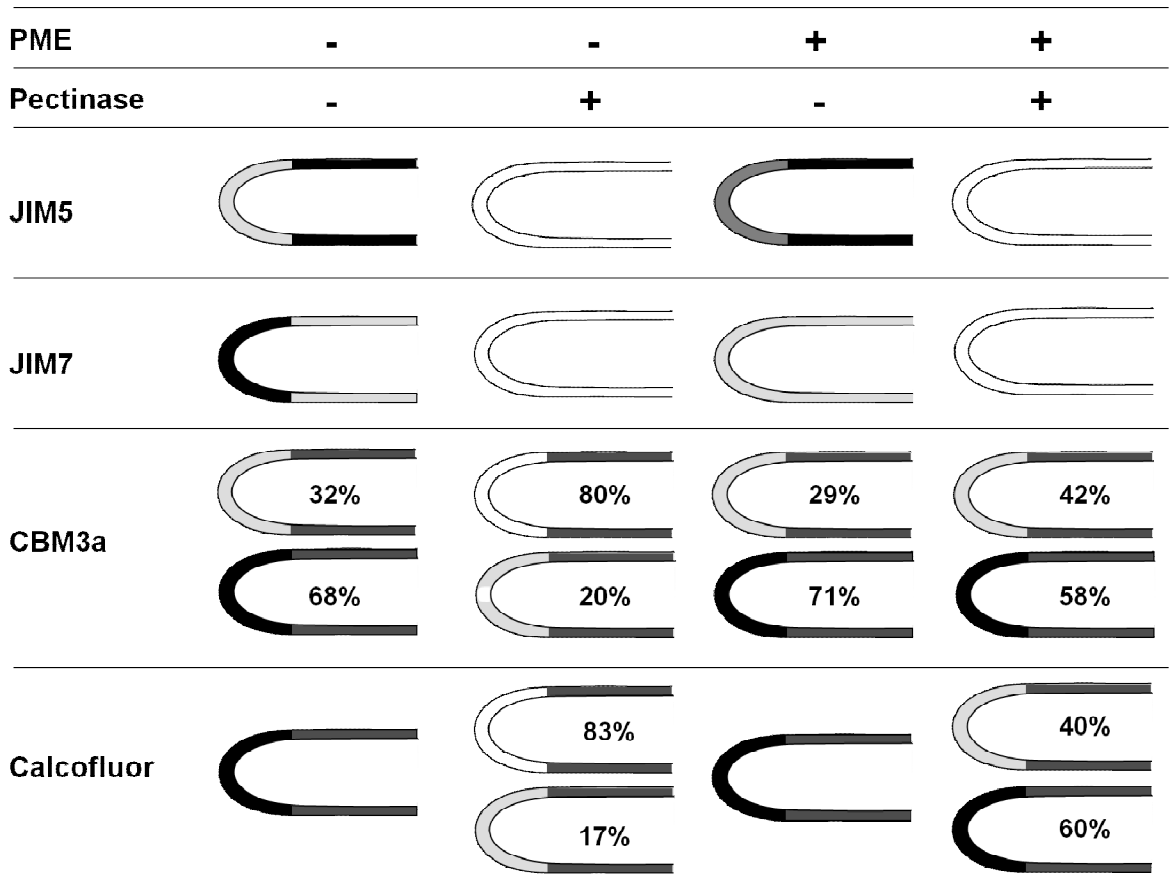 PME - - + +
Pectinase - + - +
JIM5
JIM7
32% 80% 29% 42%
CBM3a
68% 20% 71% 58%
83% 40%
Calcofluor
17% 60%